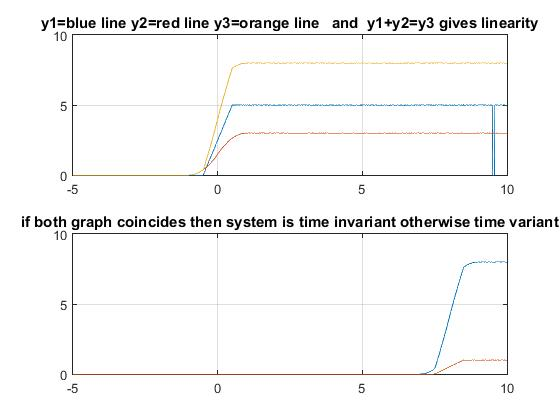 y1=blue line y2=red line y3=orange line   and  y1+y2=y3 gives linearity
10
5
0
-5 0 5 10
if both graph coincides then system is time invariant otherwise time variant
10
5
0
-5 0 5 10